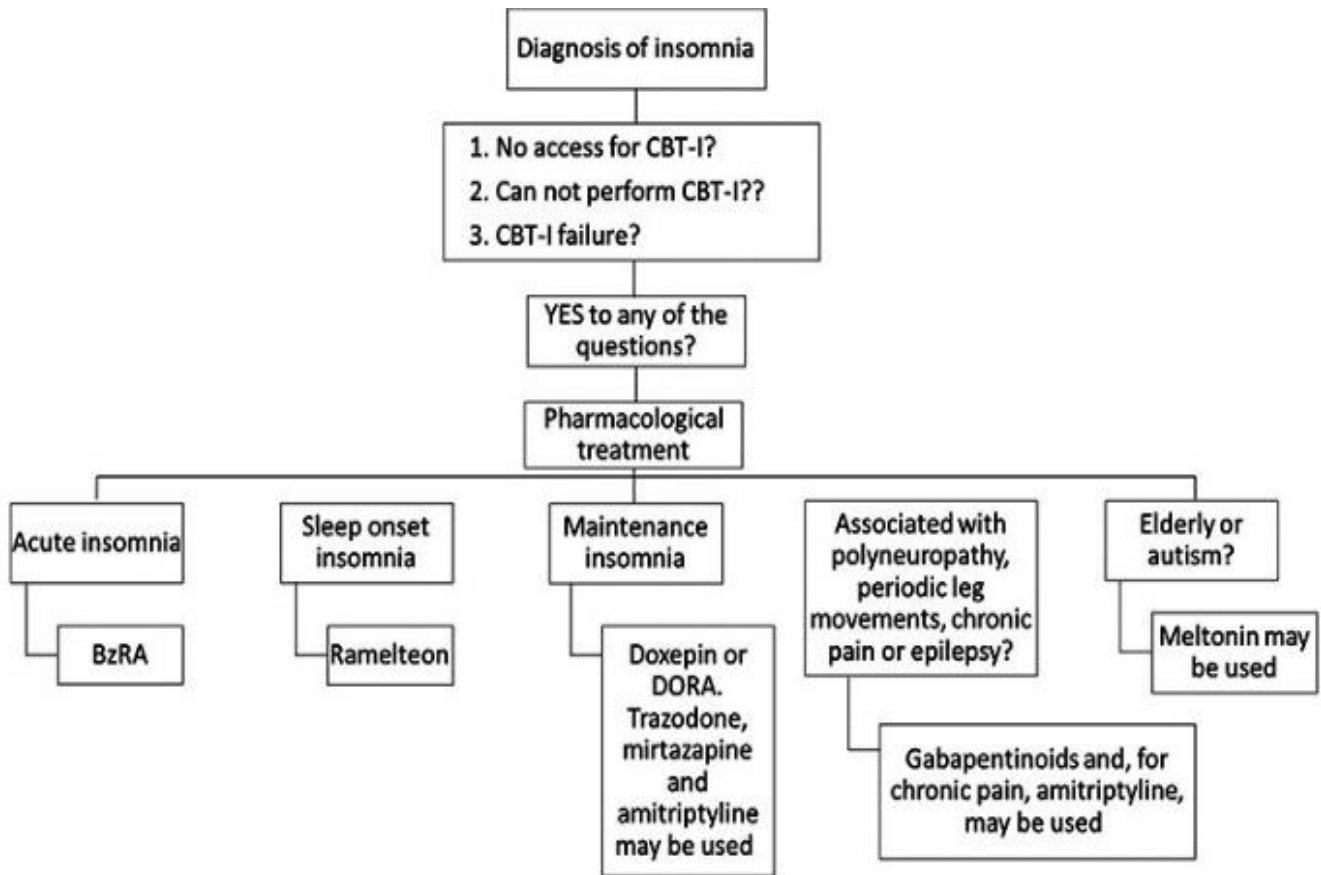 Diagnosis of insomnia
1. No access for CBT-I?
2. Can not perform CBT-I??
3. CBT-I failure?
YES to any of the
questions?
Pharmacological
treatment
Acute insomnia
BzRA
Sleep onset
insomnia
Ramelteon
Maintenance
insomnia
Doxepin or
DORA.
Trazodone,
mirtazapine
and
amitriptyline
may be used
Associated with
polyneuropathy,
periodic leg
movements, chronic
pain or epilepsy?
Gabapentinoids and, for
chronic pain, amitriptyline,
may be used
Elderly or
autism?
Meltonin may
be used